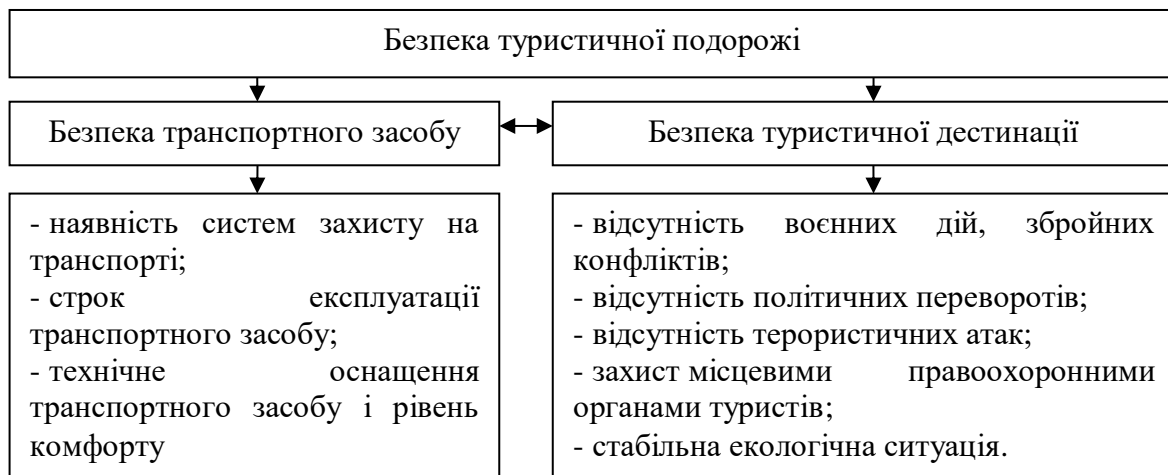 Безпека туристичної подорожі
Безпека транспортного засобу
Безпека туристичної дестинації
- наявність систем захисту на
транспорті;
- строк експлуатації
транспортного засобу;
- технічне оснащення
транспортного засобу і рівень
комфорту
- відсутність воєнних дій, збройних
конфліктів;
- відсутність політичних переворотів;
- відсутність терористичних атак;
- захист місцевими правоохоронними
органами туристів;
- стабільна екологічна ситуація.